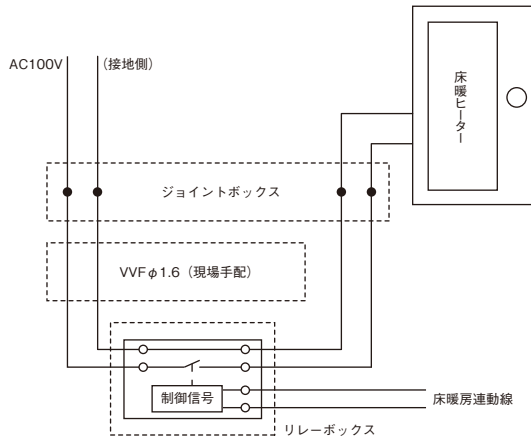 AC100V
（接地側）
床暖ヒーター
ジョイントボックス
VVFφ1.6（現場手配）
制御信号
床暖房連動線
リレーボックス